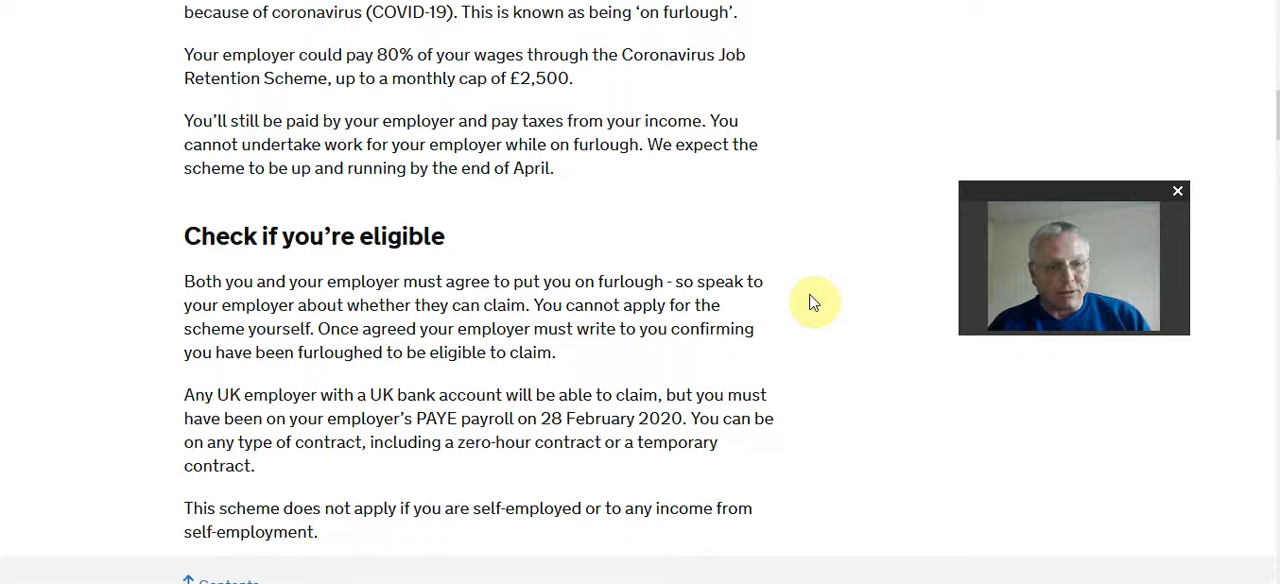 because of coronavirus (COVID-19). This is known as being ‘on furlough’.
Your employer could pay 80% of your wages through the Coronavirus Job
Retention Scheme, up to a monthly cap of £2,500.
You’ll still be paid by your employer and pay taxes from your income. You
cannot undertake work for your employer while on furlough. We expect the
scheme to be up and running by the end of April.
Check if you’re eligible
Both you and your employer must agree to put you on furlough - so speak to
your employer about whether they can claim. You cannot apply for the
scheme yourself. Once agreed your employer must write to you confirming
you have been furloughed to be eligible to claim.
Any UK employer with a UK bank account will be able to claim, but you must
have been on your employer’s PAYE payroll on 28 February 2020. You can be
on any type of contract, including a zero-hour contract or a temporary
contract.
This scheme does not apply if you are self-employed or to any income from
self-employment.
Contents